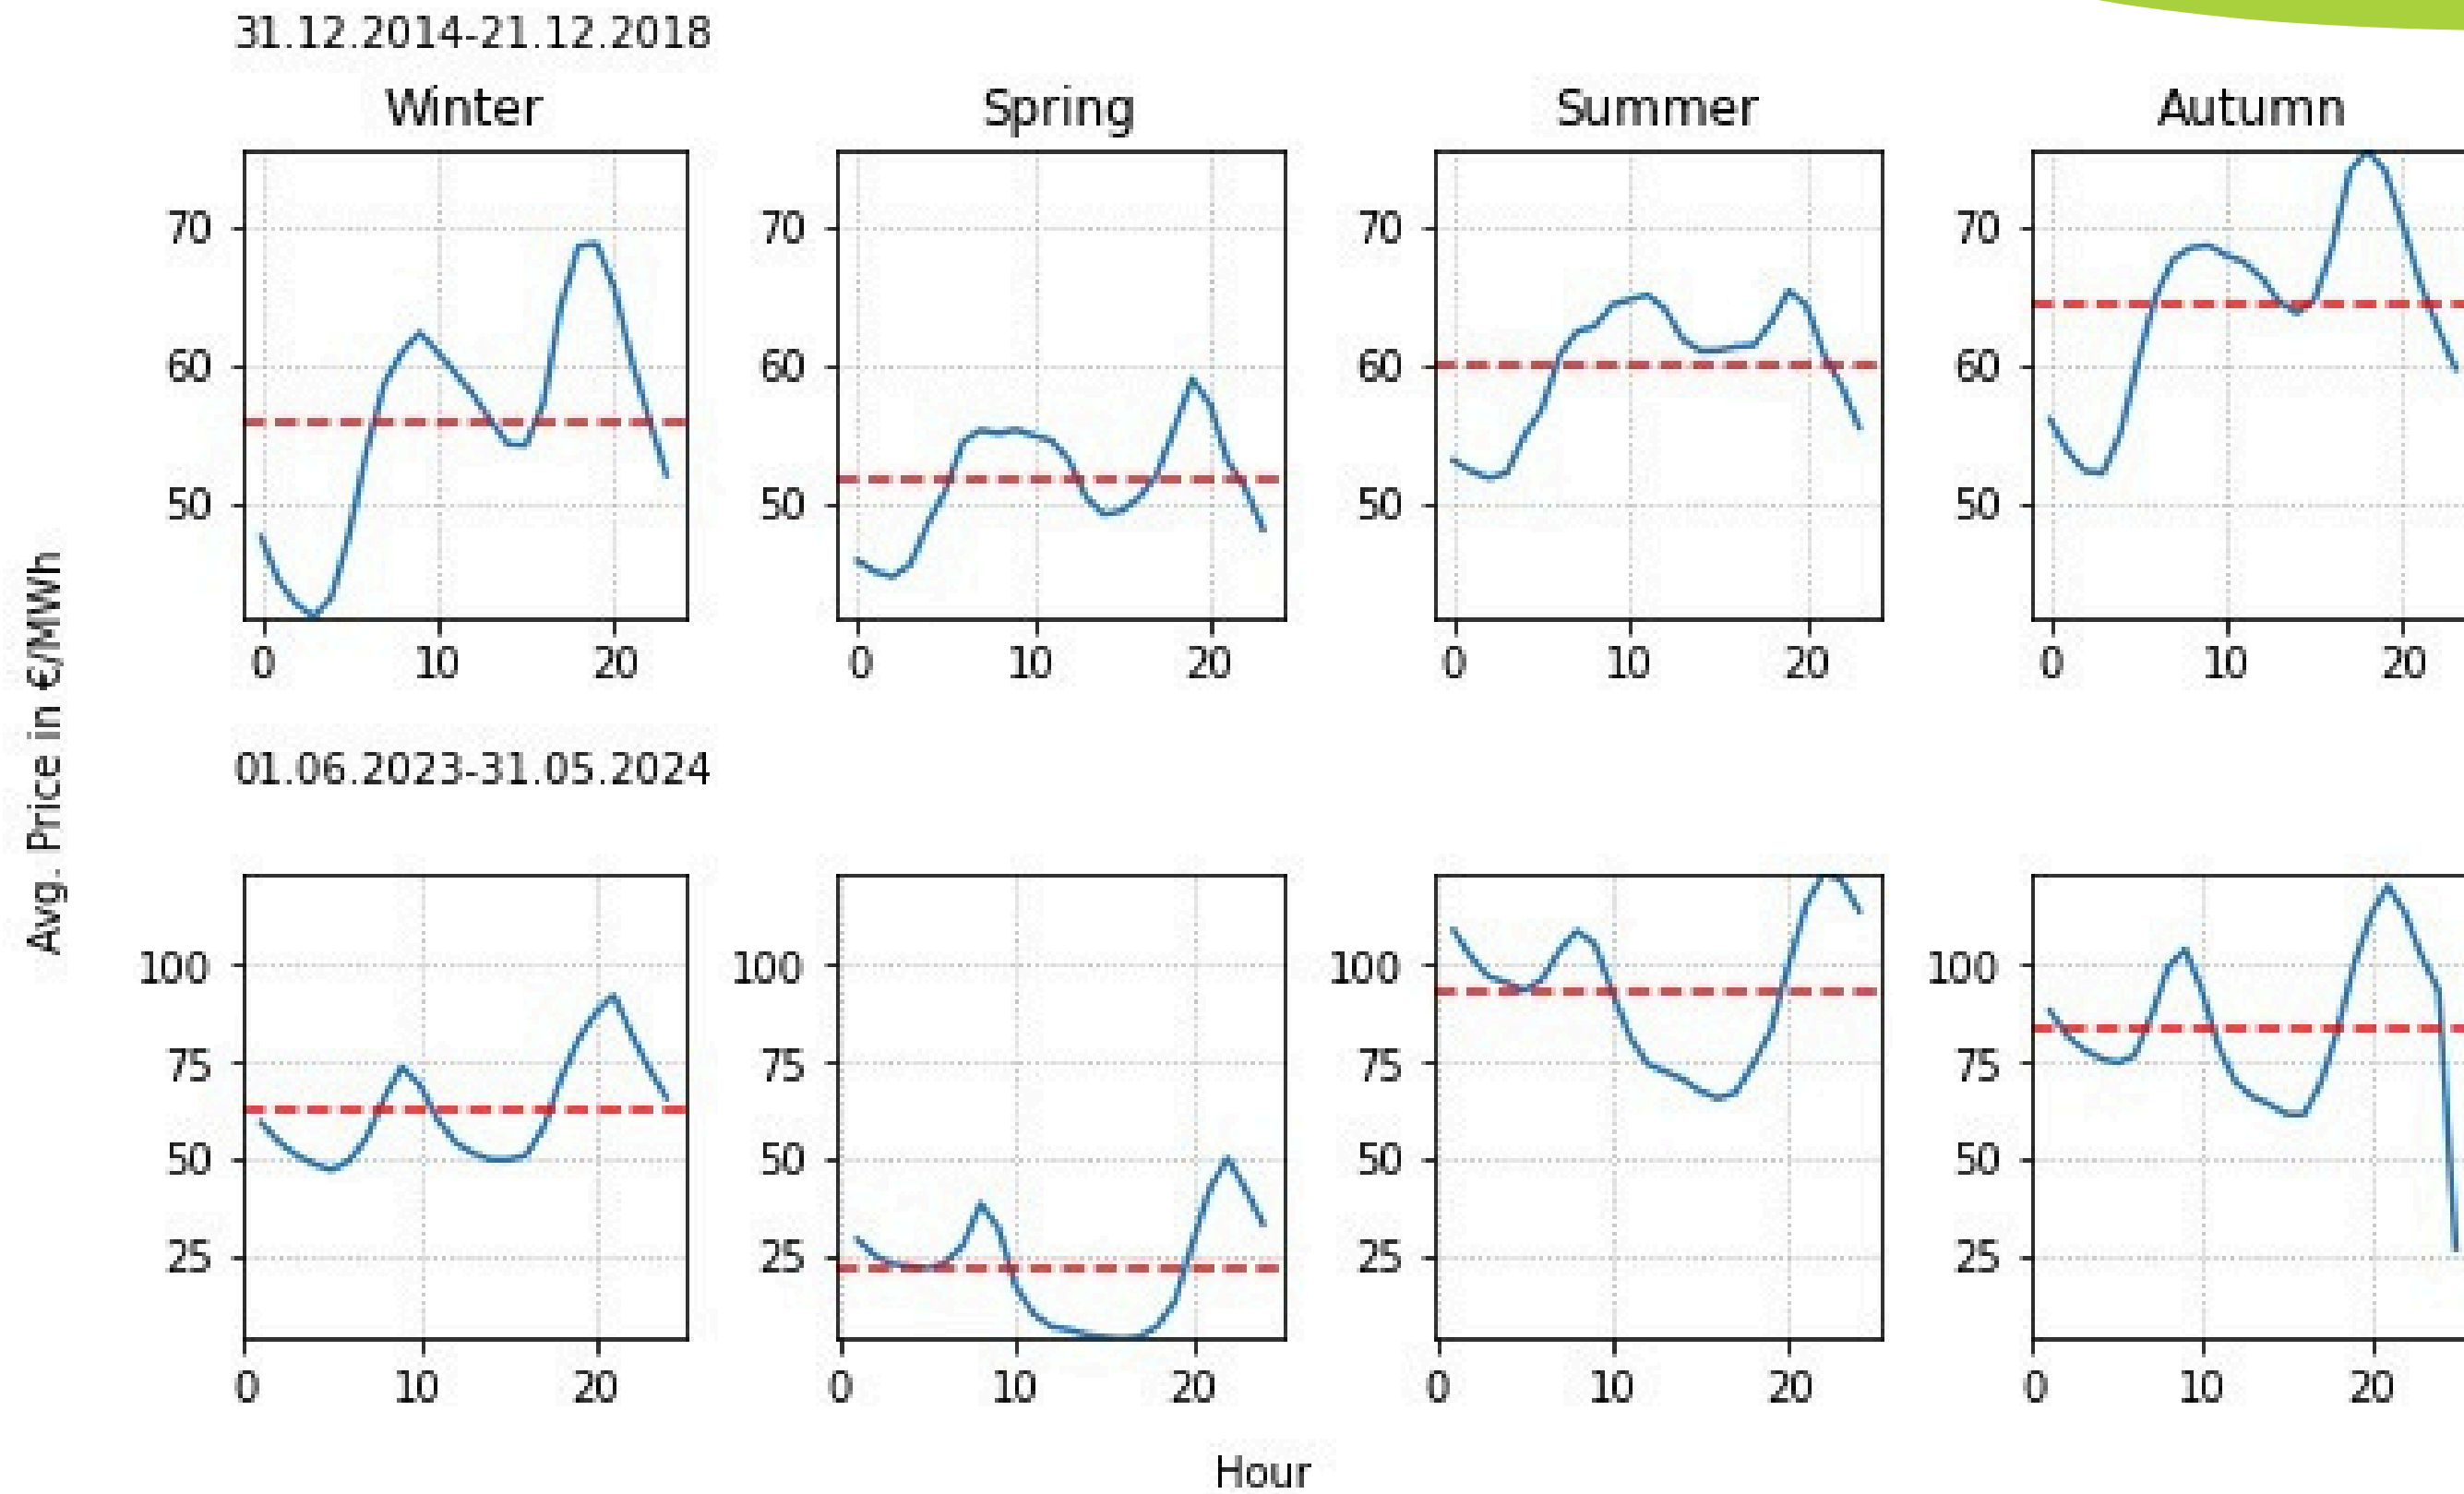 31.12.2014-21.12.2018
Winter Spring Summer Autumn
70 70 70 70
60 60 60 60
50 50 50 50
0 10 20 0 10 20 0 10 20 0 10 20
Avg. Price in €/MWh
01.06.2023-31.05.2024
100 100 100 100
75 75 75 75
50 50 50 50
25 25 25 25
0 10 20 0 10 20 0 10 20 0 10 20
Hour